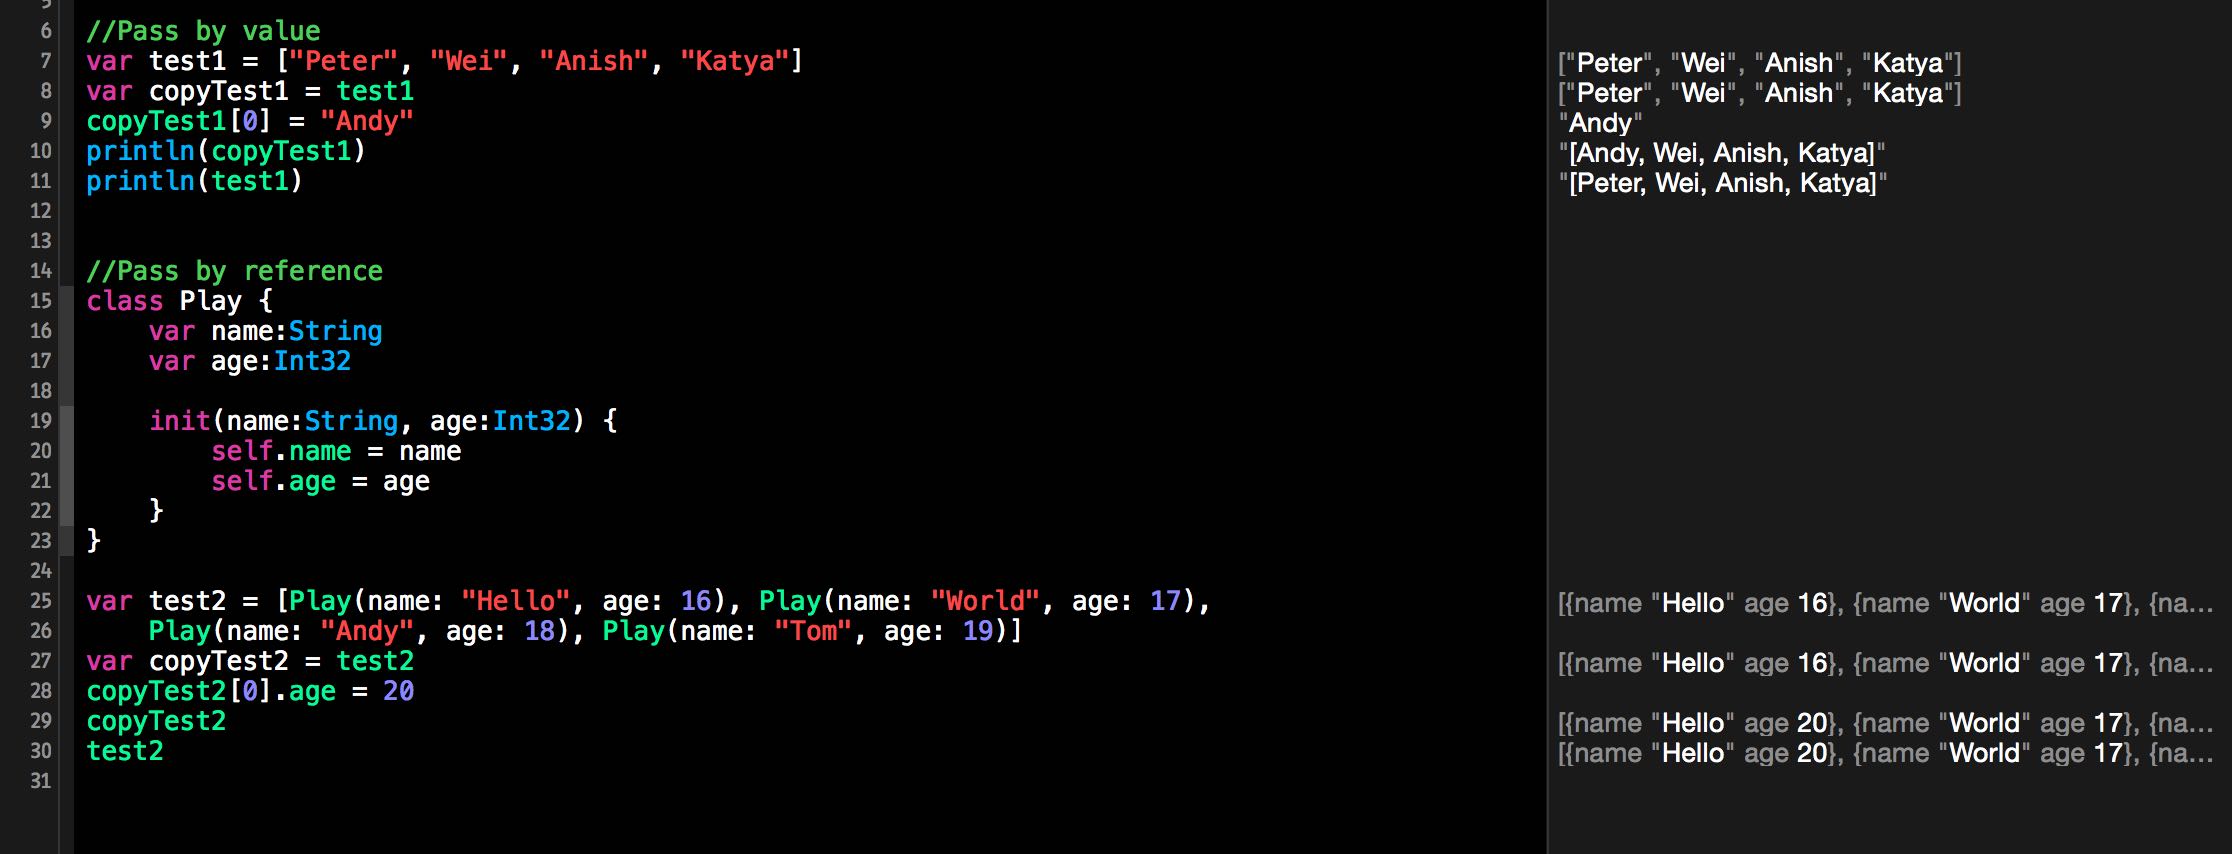 6 //Pass by value
7 var test1 = ["Peter", "Wei", "Anish", "Katya"] ["Peter", "Wei", "Anish", "Katya"]
8 var copyTest1 = test1 ["Peter", "Wei", "Anish", "Katya"]
9 copyTest1[0] = "Andy" "Andy"
10 println(copyTest1) "[Andy, Wei, Anish, Katya]"
11 println(test1) "[Peter, Wei, Anish, Katya]"
12
13
14 //Pass by reference
15 class Play {
16 var name:String
17 var age:Int32
18
19 init(name:String, age:Int32) {
20 self.name = name
21 self.age = age
22 }
23 }
24
25 var test2 = [Play(name: "Hello", age: 16), Play(name: "World", age: 17), [{name "Hello" age 16}, {name "World" age 17}, {na...
26 Play(name: "Andy", age: 18), Play(name: "Tom", age: 19)]
27 var copyTest2 = test2 [{name "Hello" age 16}, {name "World" age 17}, {na...
28 copyTest2[0].age = 20
29 copyTest2 [{name "Hello" age 20}, {name "World" age 17}, {na...
30 test2 [{name "Hello" age 20}, {name "World" age 17}, {na...
31